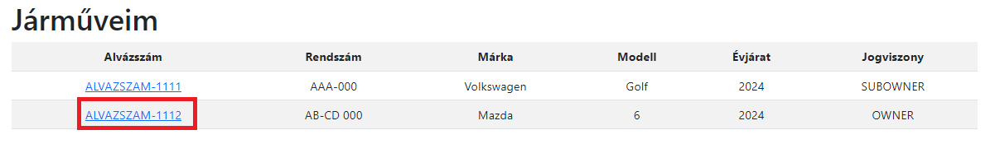 Járműveim
Alvázszám Rendszám Márka Modell Évjárat Jogviszony
ALVAZSZAM-1111 AAA-000 Volkswagen Golf 2024 SUBOWNER
ALVAZSZAM-1112 AB-CD 000 Mazda 6 2024 OWNER